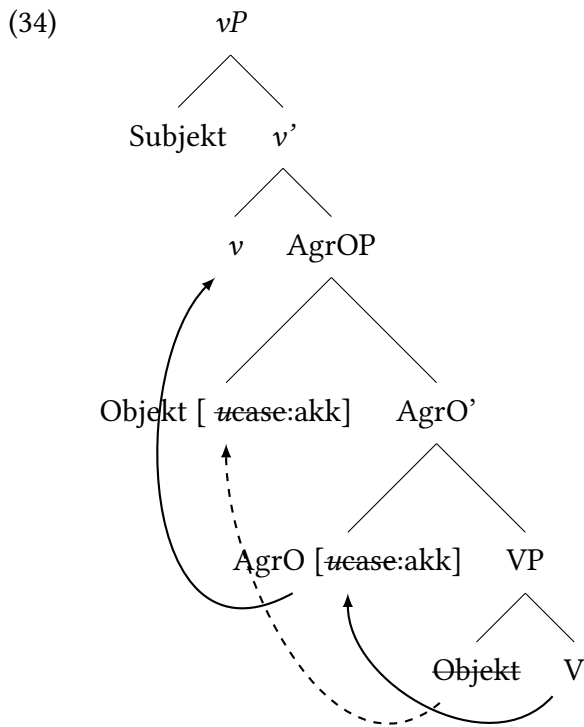 (34) vP
Subjekt v’
v AgrOP
Objekt [ ucase:akk] AgrO’
AgrO [ucase:akk] VP
Objekt V